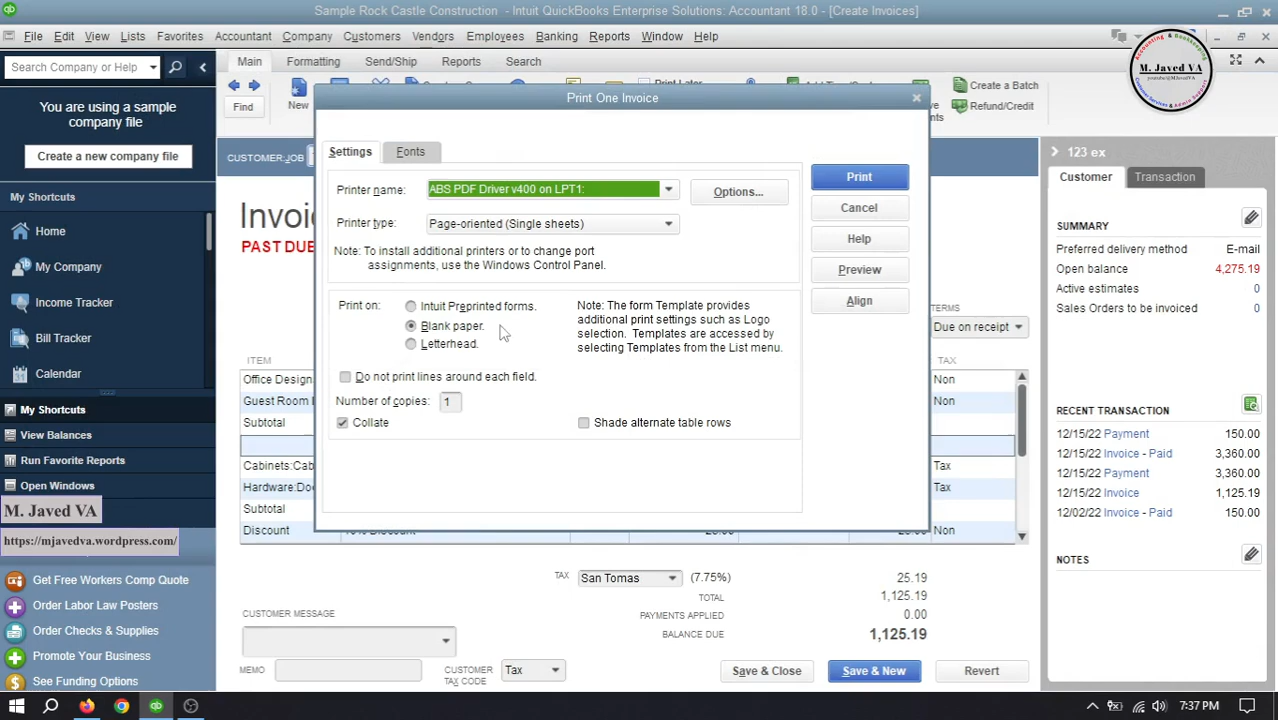 Sample Rock Castle Construction - Intuit QuickBooks Enterprise Solutions: Accountant 18.0 - [Create Invoices]
File Edit View Lists Favorites Accountant Company Customers Vendors Employees Banking Reports Window Help
Search Company or Help
Main Formatting Send/Ship Reports Search
Find
New
Print Later
Create a Batch
Refund/Credit
Accounting & Bookkeeping
M. Javed VA
youtube@MJavedVA
Customer Services & Admin Support
You are using a sample
company file
Create a new company file
My Shortcuts
Home
My Company
Income Tracker
Bill Tracker
Calendar
My Shortcuts
View Balances
Run Favorite Reports
Open Windows
M. Javed VA
https://mjavedva.wordpress.com/
Get Free Workers Comp Quote
Order Labor Law Posters
Order Checks & Supplies
Promote Your Business
See Funding Options
CUSTOMER:JOB
PAST DUE
ITEM
Office Design
Guest Room
Subtotal
Subtotal
Discount 10% Discount
TERMS
Due on receipt
TAX
Non
Non
Tax
Tax
Non
25.19
TAX San Tomas (7.75%) 25.19
TOTAL 1,125.19
PAYMENTS APPLIED 0.00
BALANCE DUE 1,125.19
CUSTOMER MESSAGE
MEMO
CUSTOMER
TAX CODE
Tax
Save & Close Save & New Revert
Print One Invoice
Settings Fonts
Printer name: ABS PDF Driver v400 on LPT1: Options...
Printer type: Page-oriented (Single sheets)
Note: To install additional printers or to change port
assignments, use the Windows Control Panel.
Print on: Intuit Preprinted forms.
Blank paper.
Letterhead.
Note: The form Template provides
additional print settings such as Logo
selection. Templates are accessed by
selecting Templates from the List menu.
Do not print lines around each field.
Number of copies: 1
Collate Shade alternate table rows
Print
Cancel
Help
Preview
Align
123 ex
Customer Transaction
SUMMARY
Preferred delivery method E-mail
Open balance 4,275.19
Active estimates 0
Sales Orders to be invoiced 0
RECENT TRANSACTION
12/15/22 Payment 150.00
12/15/22 Invoice - Paid 3,360.00
12/15/22 Payment 3,360.00
12/15/22 Invoice 1,125.19
12/02/22 Invoice - Paid 150.00
NOTES
7:37 PM